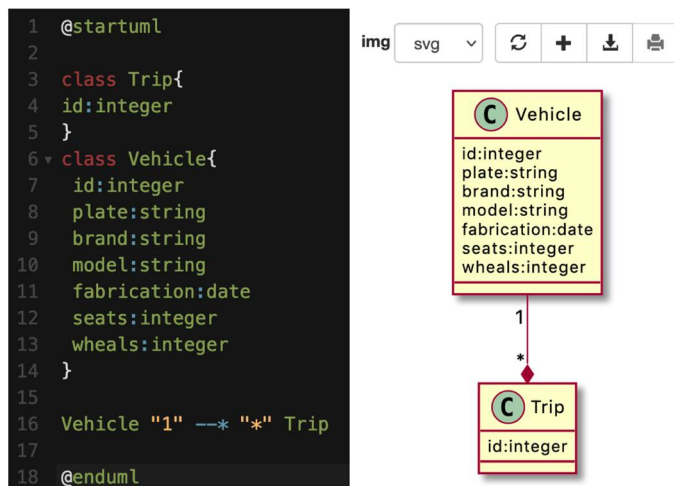 1 @startuml
2
3 class Trip{
4 id:integer
5 }
6 class Vehicle{
7 id:integer
8 plate:string
9 brand:string
10 model:string
11 fabrication:date
12 seats:integer
13 wheals:integer
14 }
15
16 Vehicle "1" --* "*" Trip
17
18 @enduml
img svg
C Vehicle
id:integer
plate:string
brand:string
model:string
fabrication:date
seats:integer
wheals:integer
1
*
C Trip
id:integer